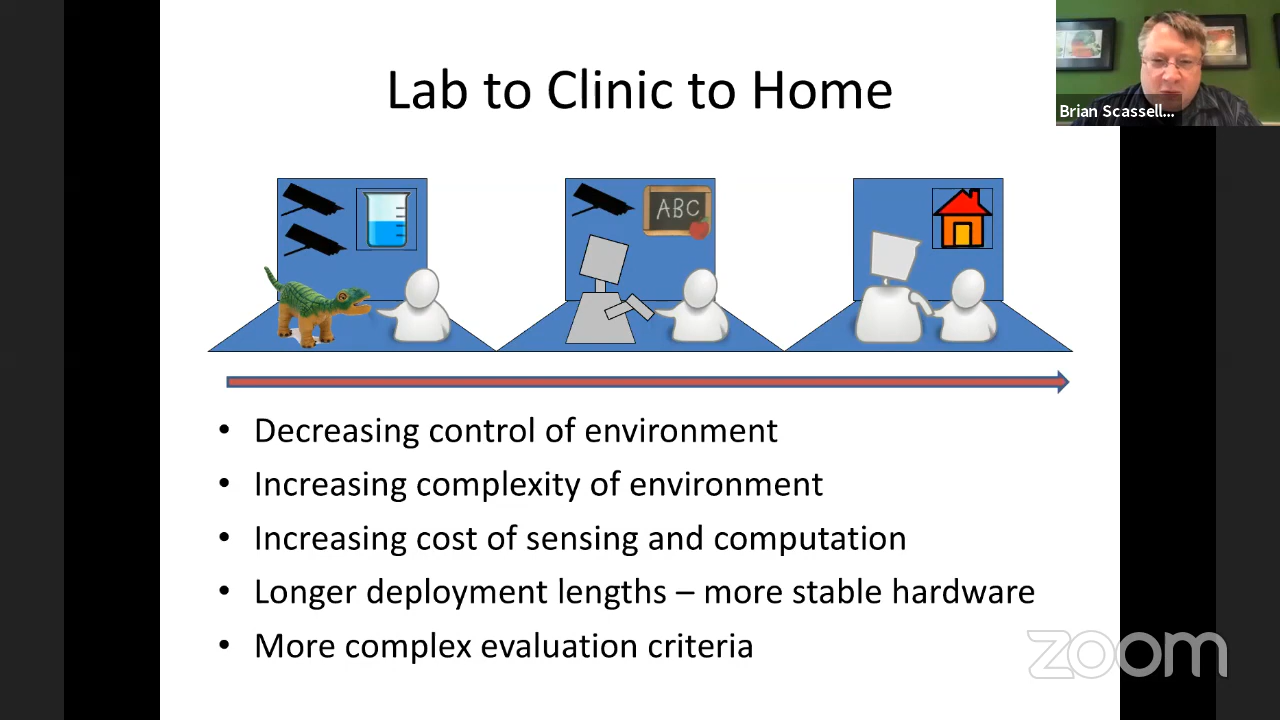 Lab to Clinic to Home
Brian Scassell...
ABC
• Decreasing control of environment
• Increasing complexity of environment
• Increasing cost of sensing and computation
• Longer deployment lengths – more stable hardware
• More complex evaluation criteria
zoom